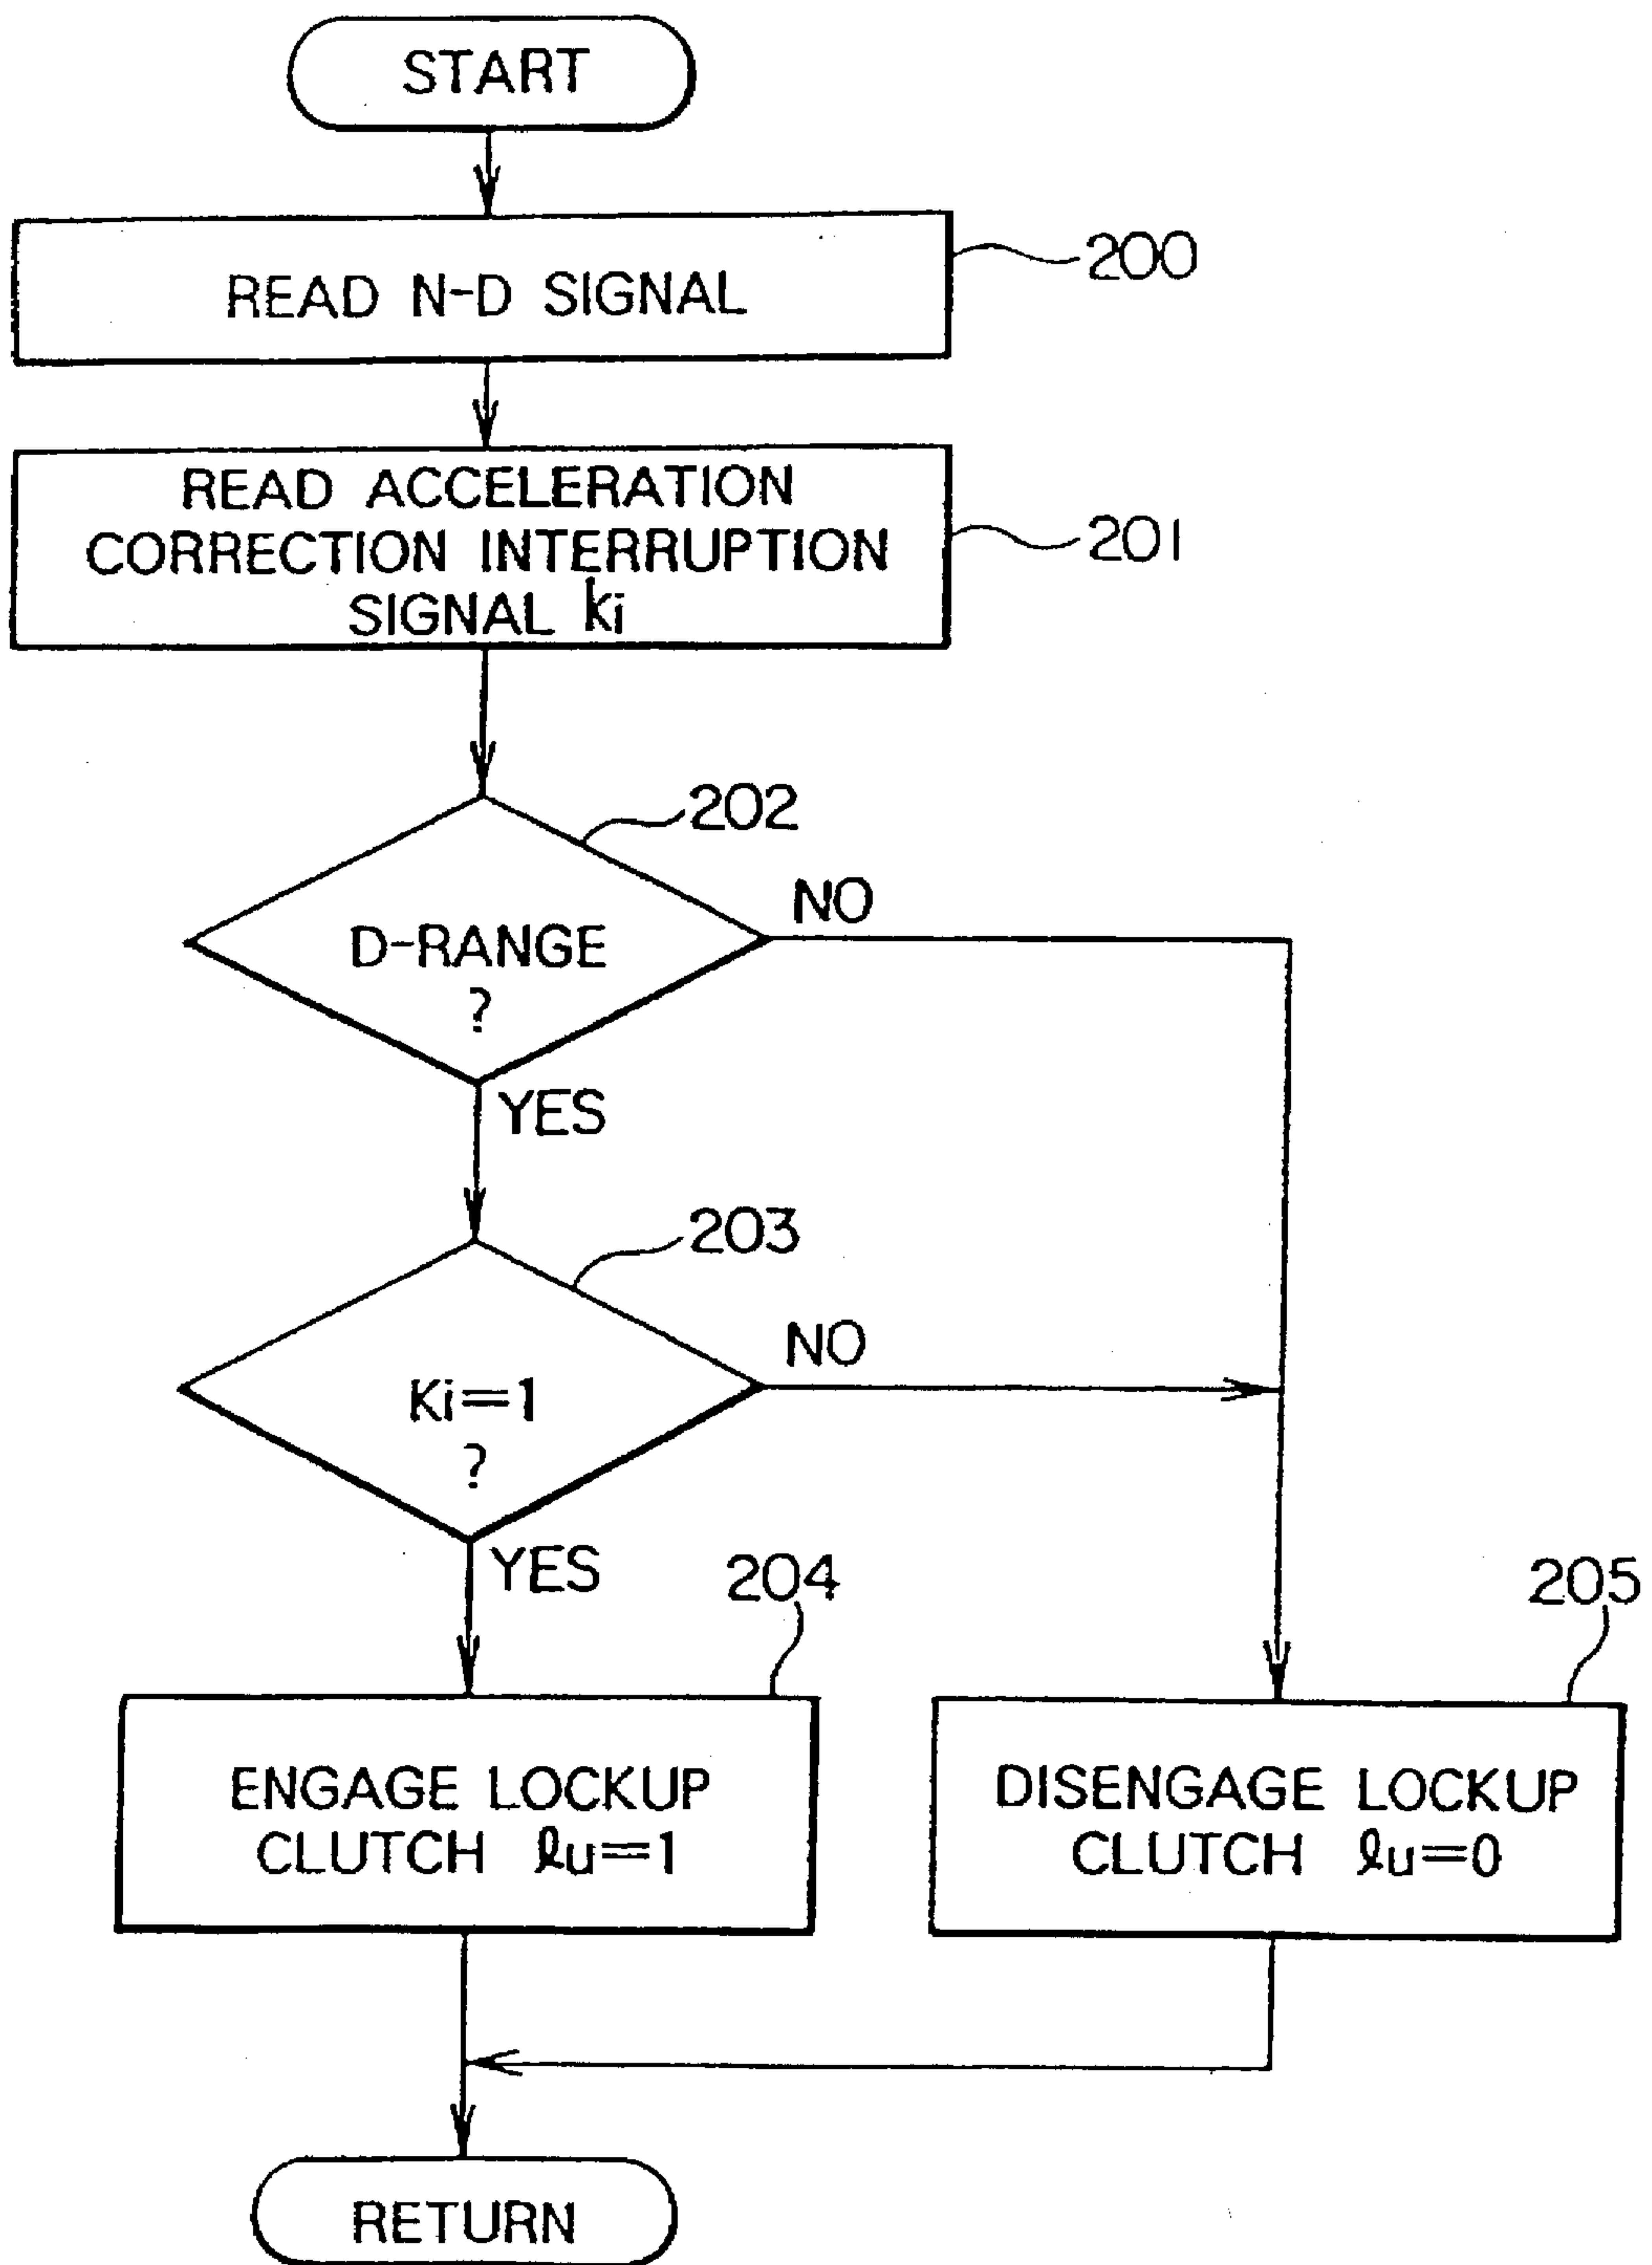 START
READ N-D SIGNAL
200
READ ACCELERATION
CORRECTION INTERRUPTION
SIGNAL ki
201
202
D-RANGE
?
NO
YES
203
Ki=1
?
NO
YES
204
ENGAGE LOCKUP
CLUTCH ℓu=1
205
DISENGAGE LOCKUP
CLUTCH ℓu=0
RETURN